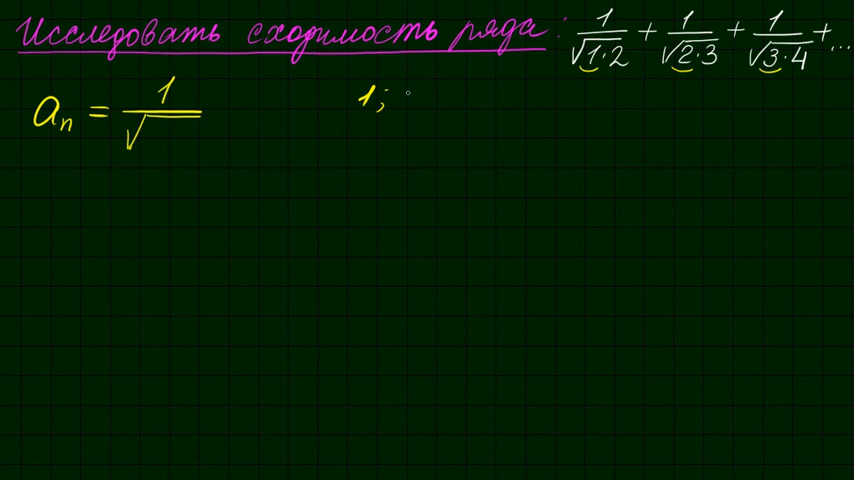 Исследовать сходимость ряда: 1/√(1·2) + 1/√(2·3) + 1/√(3·4) + ...
aₙ = 1/√
1;